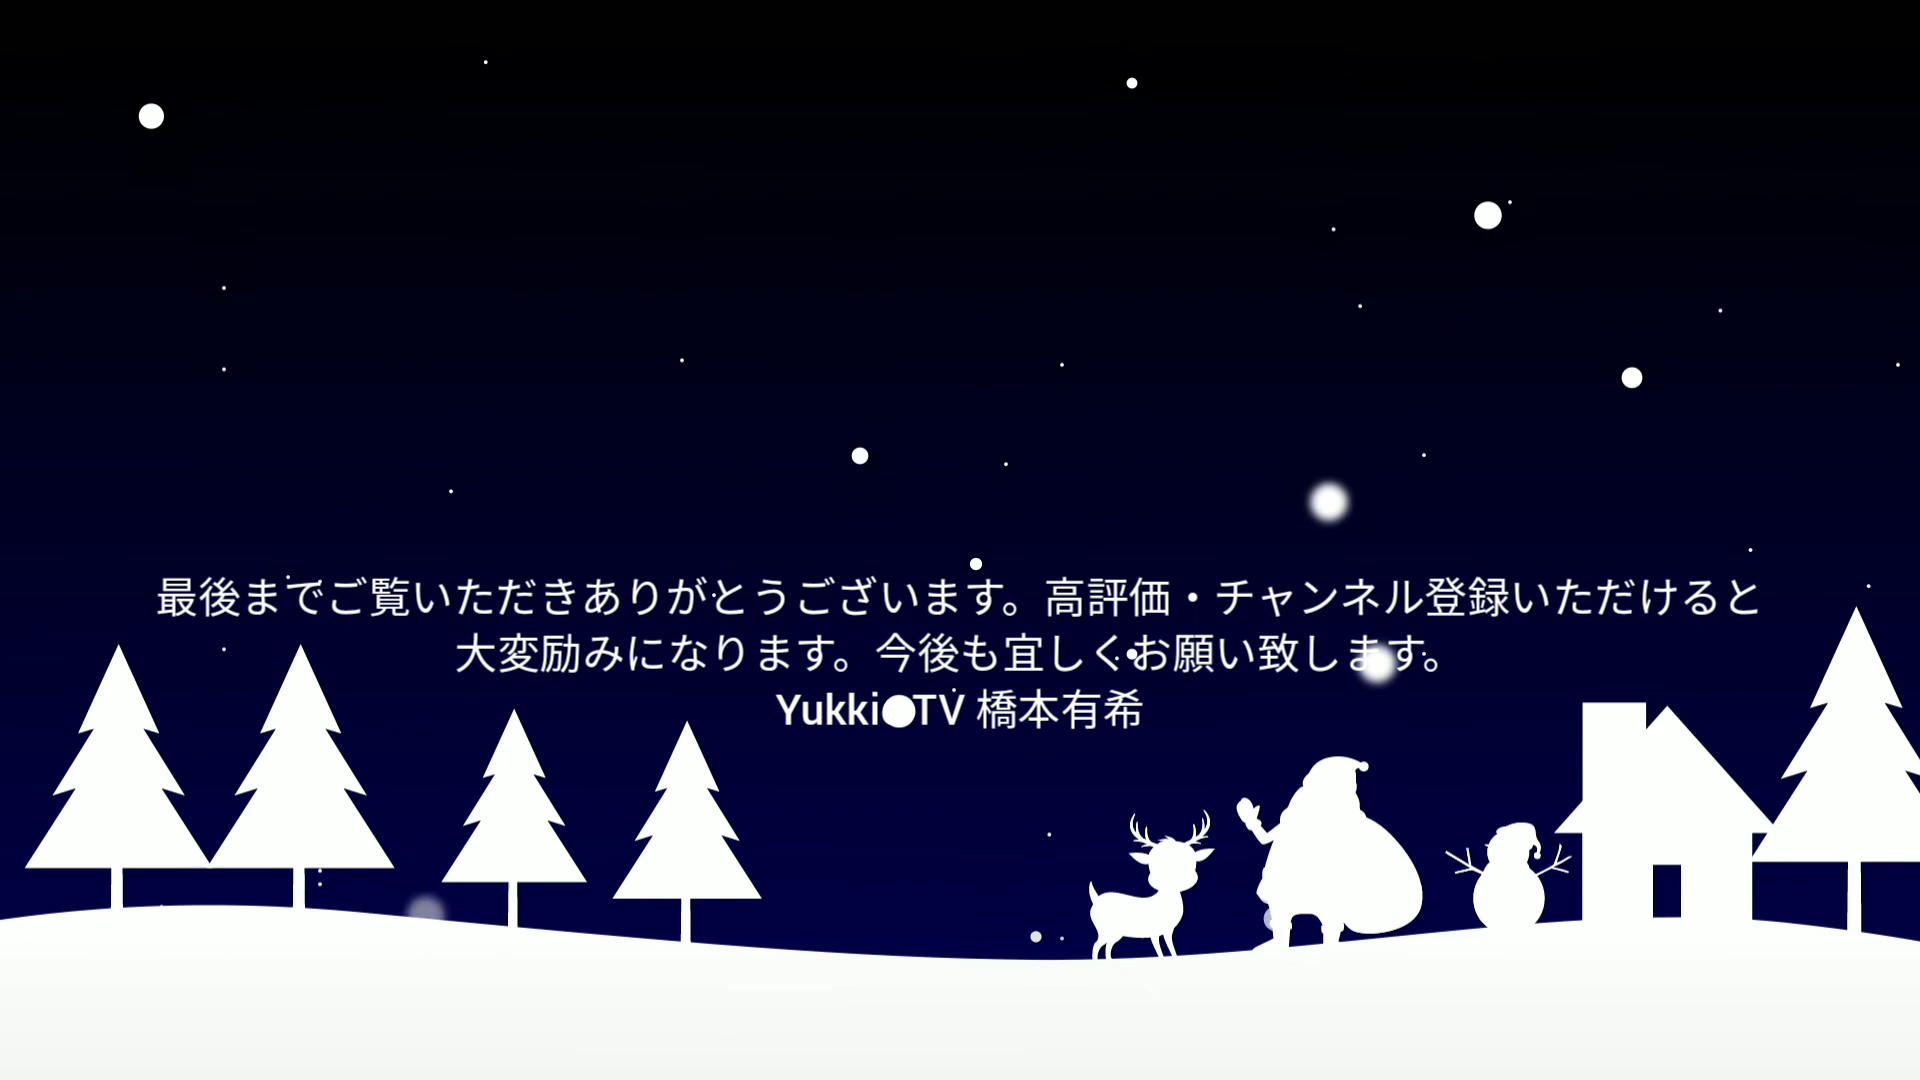 最後までご覧いただきありがとうございます。高評価・チャンネル登録いただけると
大変励みになります。今後も宜しくお願い致します。
Yukki TV 橋本有希